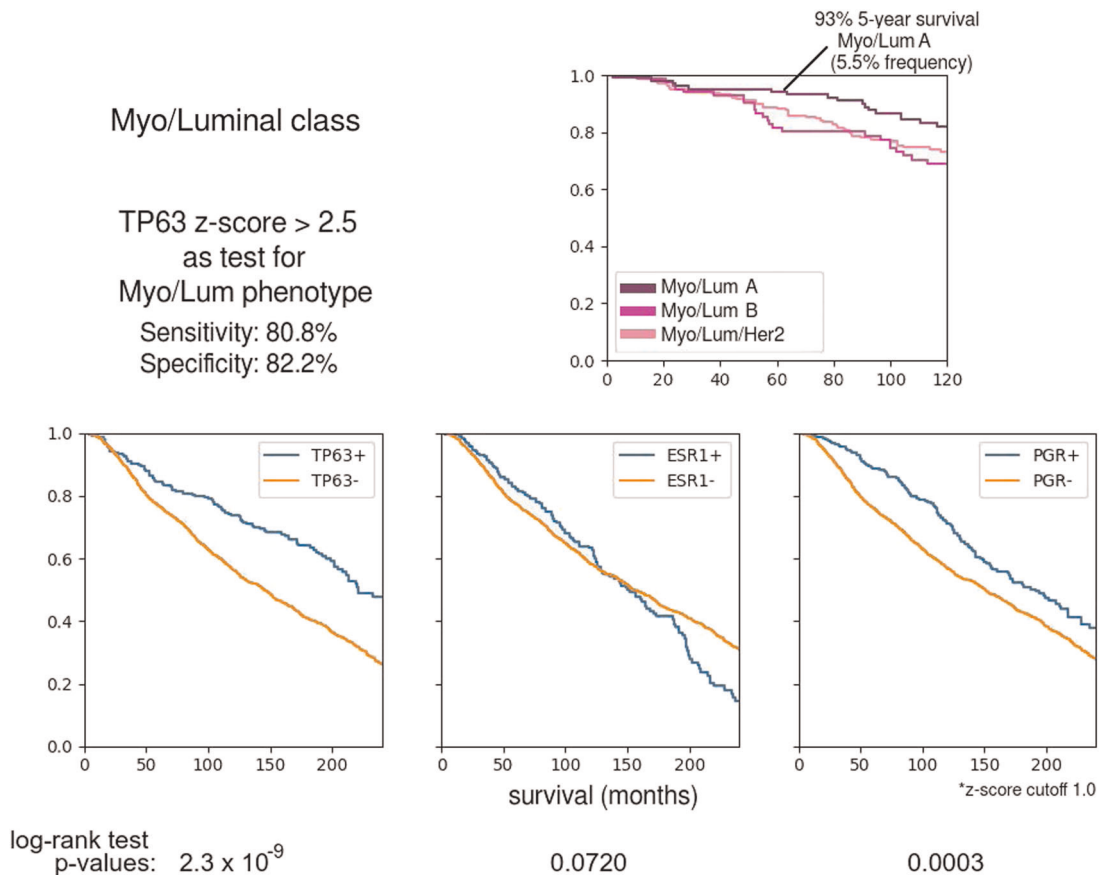 93% 5-year survival
Myo/Lum A
(5.5% frequency)
Myo/Luminal class
TP63 z-score > 2.5
as test for
Myo/Lum phenotype
Sensitivity: 80.8%
Specificity: 82.2%
1.0
0.8
0.6
0.4
0.2
0.0
Myo/Lum A
Myo/Lum B
Myo/Lum/Her2
0 20 40 60 80 100 120
1.0
0.8
0.6
0.4
0.2
0.0
TP63+
TP63-
0 50 100 150 200
ESR1+
ESR1-
0 50 100 150 200
PGR+
PGR-
0 50 100 150 200
survival (months)
*z-score cutoff 1.0
log-rank test
p-values: 2.3 x 10⁻⁹ 0.0720 0.0003